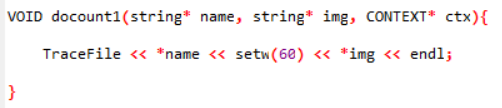 VOID docount1(string* name, string* img, CONTEXT* ctx){
TraceFile << *name << setw(60) << *img << endl;
}